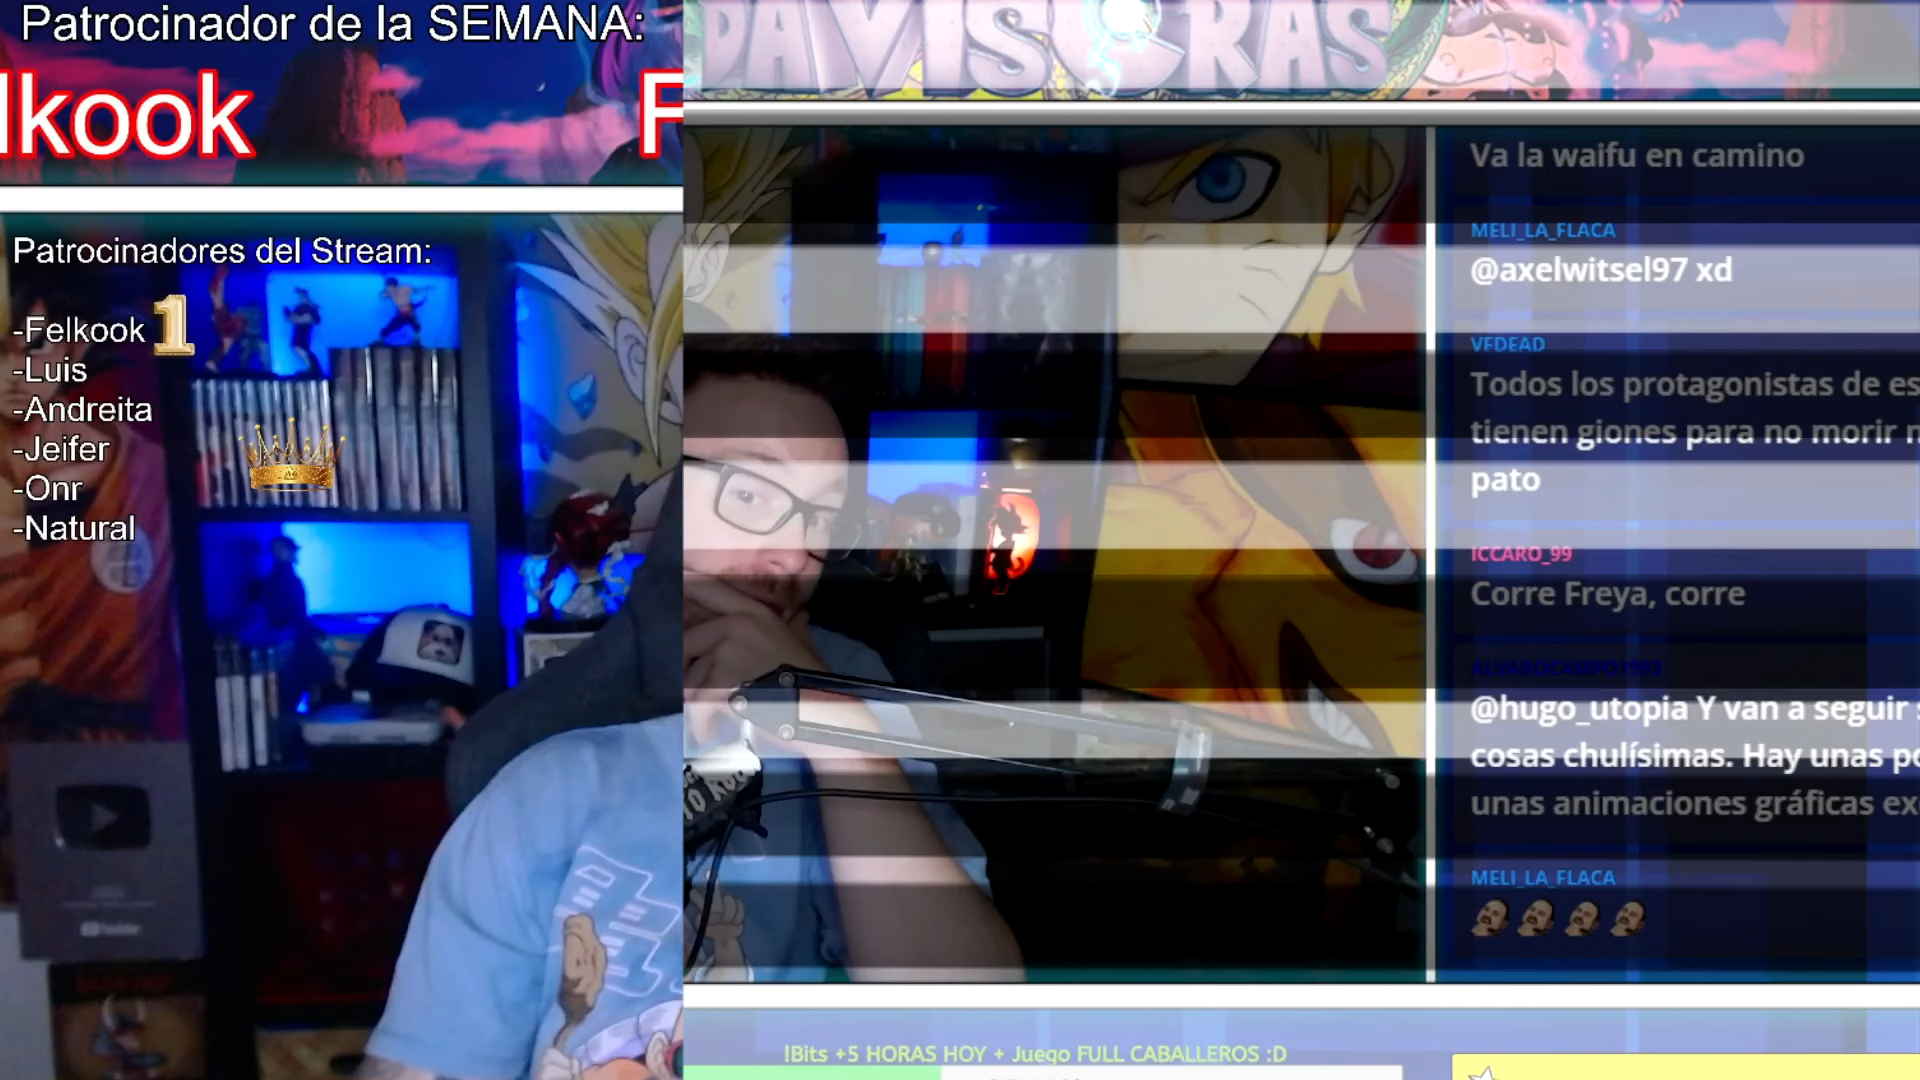 Patrocinador de la SEMANA:
lkook
F
Patrocinadores del Stream:
-Felkook 1
-Luis
-Andreita
-Jeifer
-Onr
-Natural
DAVISCRAS
Va la waifu en camino
MELI_LA_FLACA
@axelwitsel97 xd
VFDEAD
Todos los protagonistas de es
tienen giones para no morir
pato
ICCARO_99
Corre Freya, corre
@hugo_utopia Y van a seguir
cosas chulísimas. Hay unas
unas animaciones gráficas ex
MELI_LA_FLACA
!Bits +5 HORAS HOY + Juego FULL CABALLEROS :D